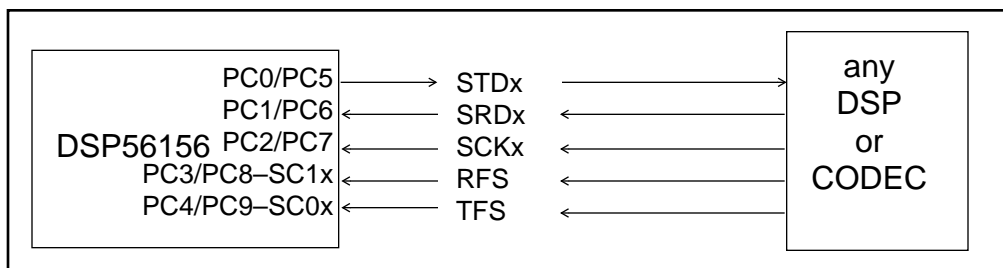 PC0/PC5 STDx any
PC1/PC6 SRDx DSP
DSP56156 PC2/PC7 SCKx or
PC3/PC8–SC1x RFS CODEC
PC4/PC9–SC0x TFS